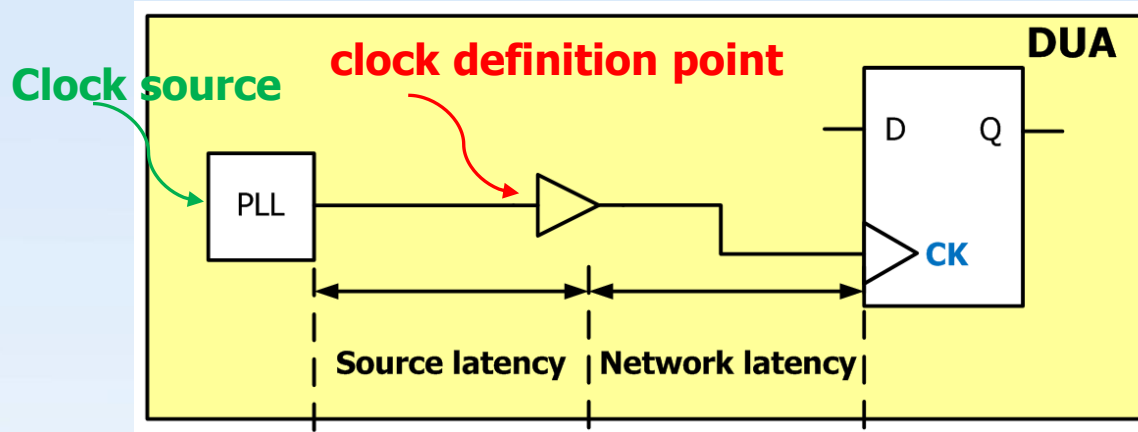 DUA
clock definition point
Clock source
D
Q
PLL
CK
Source latency
Network latency